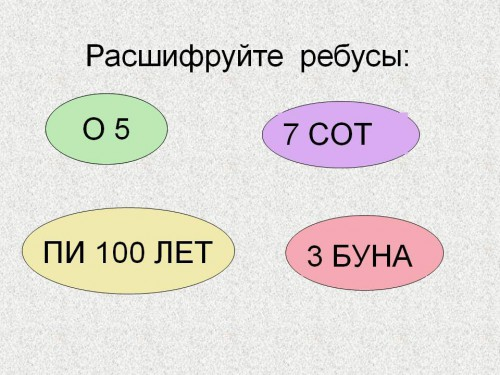 Расшифруйте ребусы:
О 5
7 СОТ
ПИ 100 ЛЕТ
3 БУНА